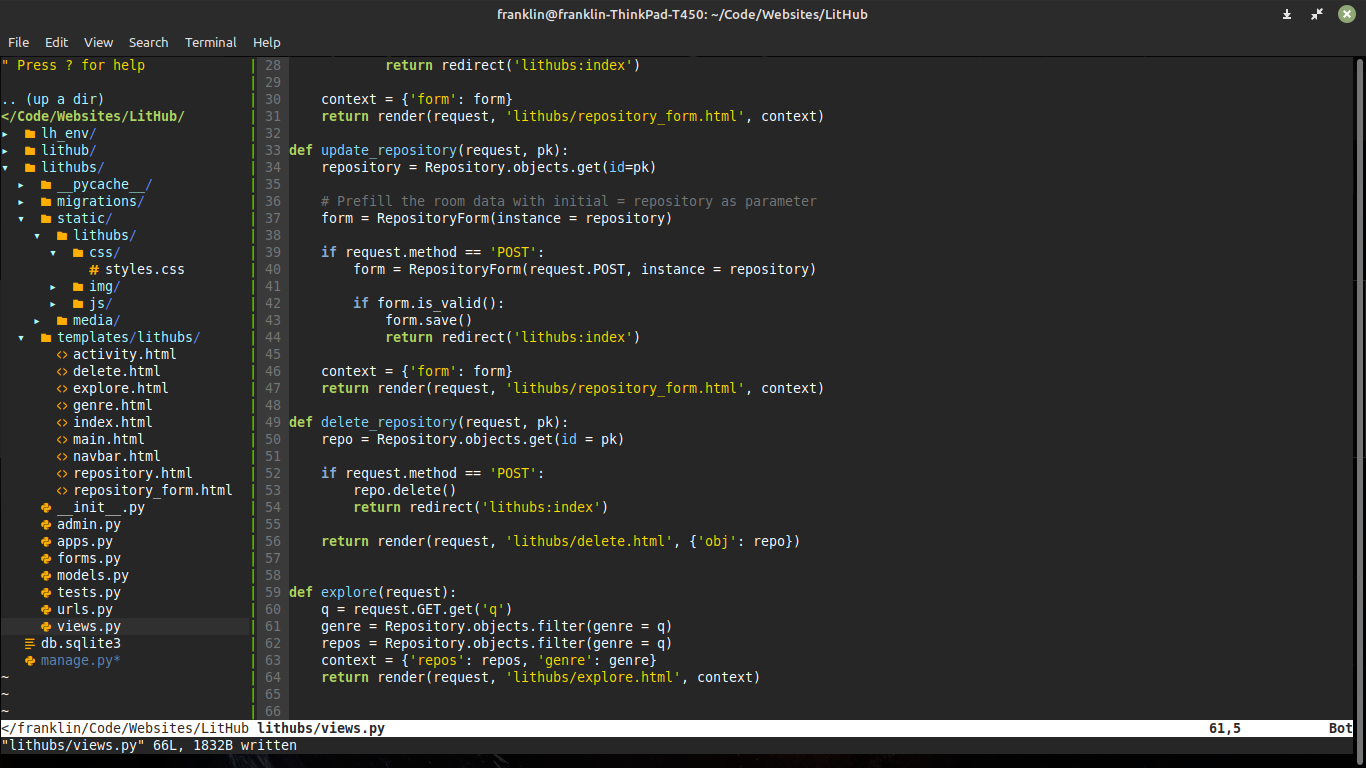 franklin@franklin-ThinkPad-T450: ~/Code/Websites/LitHub
File Edit View Search Terminal Help
" Press ? for help
.. (up a dir)
</Code/Websites/LitHub/
▸ lh_env/
▸ lithub/
▾ lithubs/
▸ __pycache__/
▸ migrations/
▾ static/
▾ lithubs/
▾ css/
# styles.css
▸ img/
▸ js/
▸ media/
▾ templates/lithubs/
<> activity.html
<> delete.html
<> explore.html
<> genre.html
<> index.html
<> main.html
<> navbar.html
<> repository.html
<> repository_form.html
__init__.py
admin.py
apps.py
forms.py
models.py
tests.py
urls.py
views.py
db.sqlite3
manage.py*
~
~
~
28             return redirect('lithubs:index')
29
30     context = {'form': form}
31     return render(request, 'lithubs/repository_form.html', context)
32
33 def update_repository(request, pk):
34     repository = Repository.objects.get(id=pk)
35
36     # Prefill the room data with initial = repository as parameter
37     form = RepositoryForm(instance = repository)
38
39     if request.method == 'POST':
40         form = RepositoryForm(request.POST, instance = repository)
41
42         if form.is_valid():
43             form.save()
44             return redirect('lithubs:index')
45
46     context = {'form': form}
47     return render(request, 'lithubs/repository_form.html', context)
48
49 def delete_repository(request, pk):
50     repo = Repository.objects.get(id = pk)
51
52     if request.method == 'POST':
53         repo.delete()
54         return redirect('lithubs:index')
55
56     return render(request, 'lithubs/delete.html', {'obj': repo})
57
58
59 def explore(request):
60     q = request.GET.get('q')
61     genre = Repository.objects.filter(genre = q)
62     repos = Repository.objects.filter(genre = q)
63     context = {'repos': repos, 'genre': genre}
64     return render(request, 'lithubs/explore.html', context)
65
66
</franklin/Code/Websites/LitHub lithubs/views.py 61,5 Bot
"lithubs/views.py" 66L, 1832B written